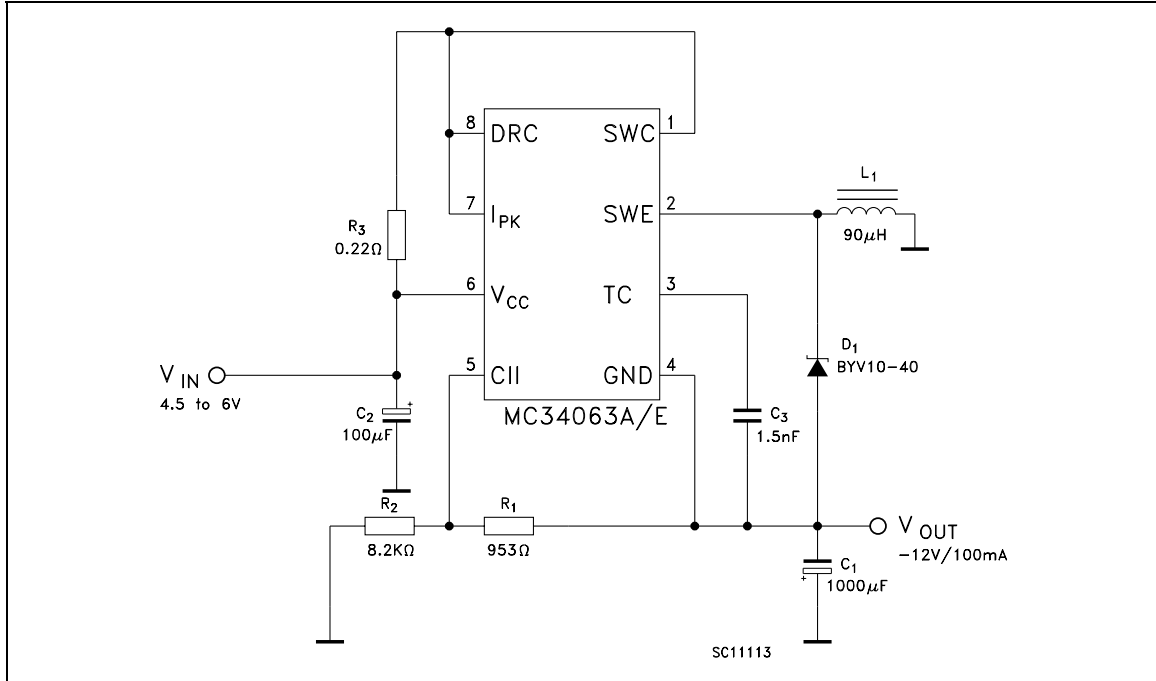 8 DRC SWC 1
7 IPK SWE 2
L1
90μH
R3
0.22Ω
6 VCC TC 3
5 CII GND 4
MC34063A/E
D1
BYV10-40
VIN
4.5 to 6V
C2 +
100μF
C3
1.5nF
R2
8.2KΩ
R1
953Ω
VOUT
-12V/100mA
C1
+ 1000μF
SC11113